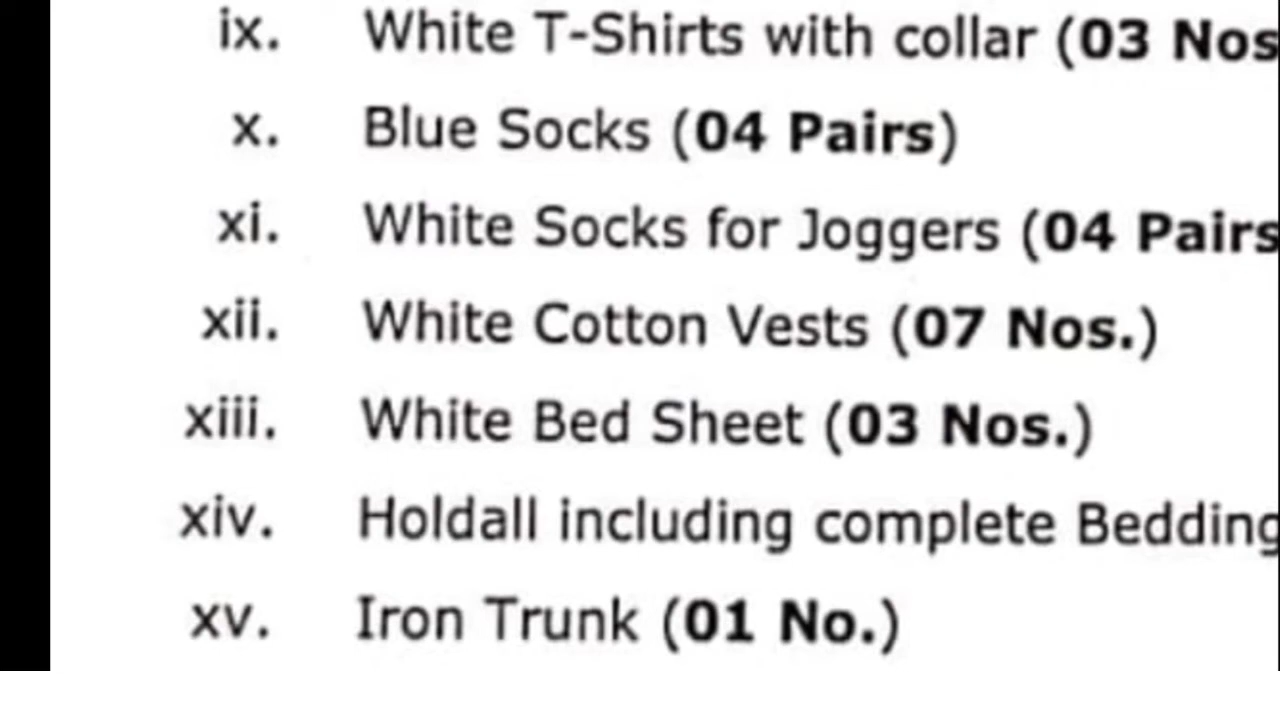 ix. White T-Shirts with collar (03 Nos
x. Blue Socks (04 Pairs)
xi. White Socks for Joggers (04 Pairs
xii. White Cotton Vests (07 Nos.)
xiii. White Bed Sheet (03 Nos.)
xiv. Holdall including complete Bedding
xv. Iron Trunk (01 No.)